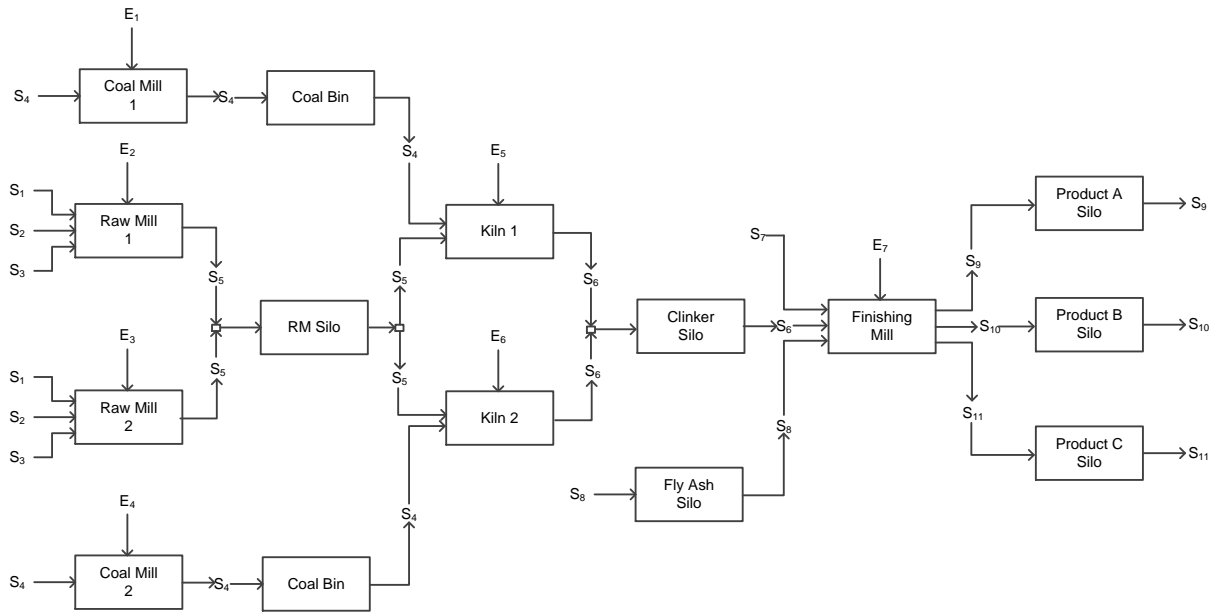 E₁
S₄
Coal Mill
1
S₄
Coal Bin
S₄
E₂
S₁
S₂
S₃
Raw Mill
1
S₅
E₃
S₁
S₂
S₃
Raw Mill
2
S₅
RM Silo
S₅
S₅
E₄
S₄
Coal Mill
2
S₄
Coal Bin
S₄
E₅
Kiln 1
S₆
E₆
Kiln 2
S₆
Clinker
Silo
S₆
S₇
S₈
Fly Ash
Silo
S₈
E₇
Finishing
Mill
S₉
Product A
Silo
S₉
S₁₀
Product B
Silo
S₁₀
S₁₁
Product C
Silo
S₁₁